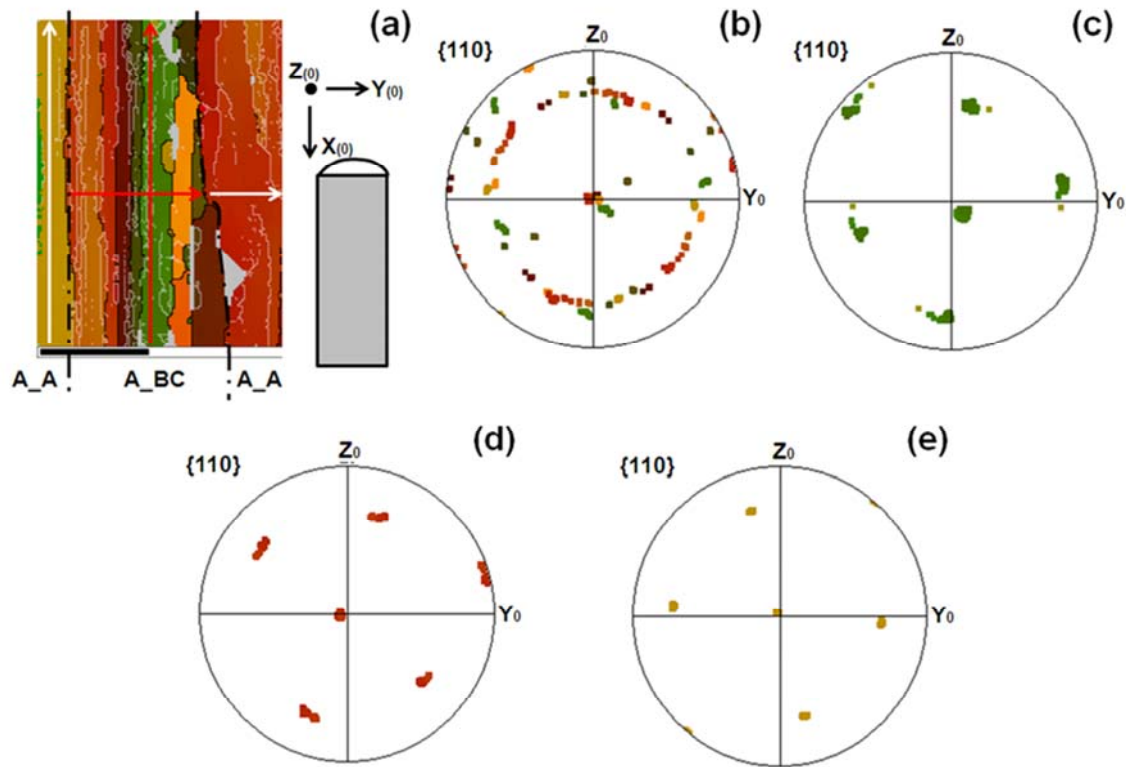 (a)
Z(0)
Y(0)
X(0)
A_A
A_BC
A_A
{110}
Z0
(b)
Y0
{110}
Z0
(c)
Y0
{110}
Z0
(d)
Y0
{110}
Z0
(e)
Y0